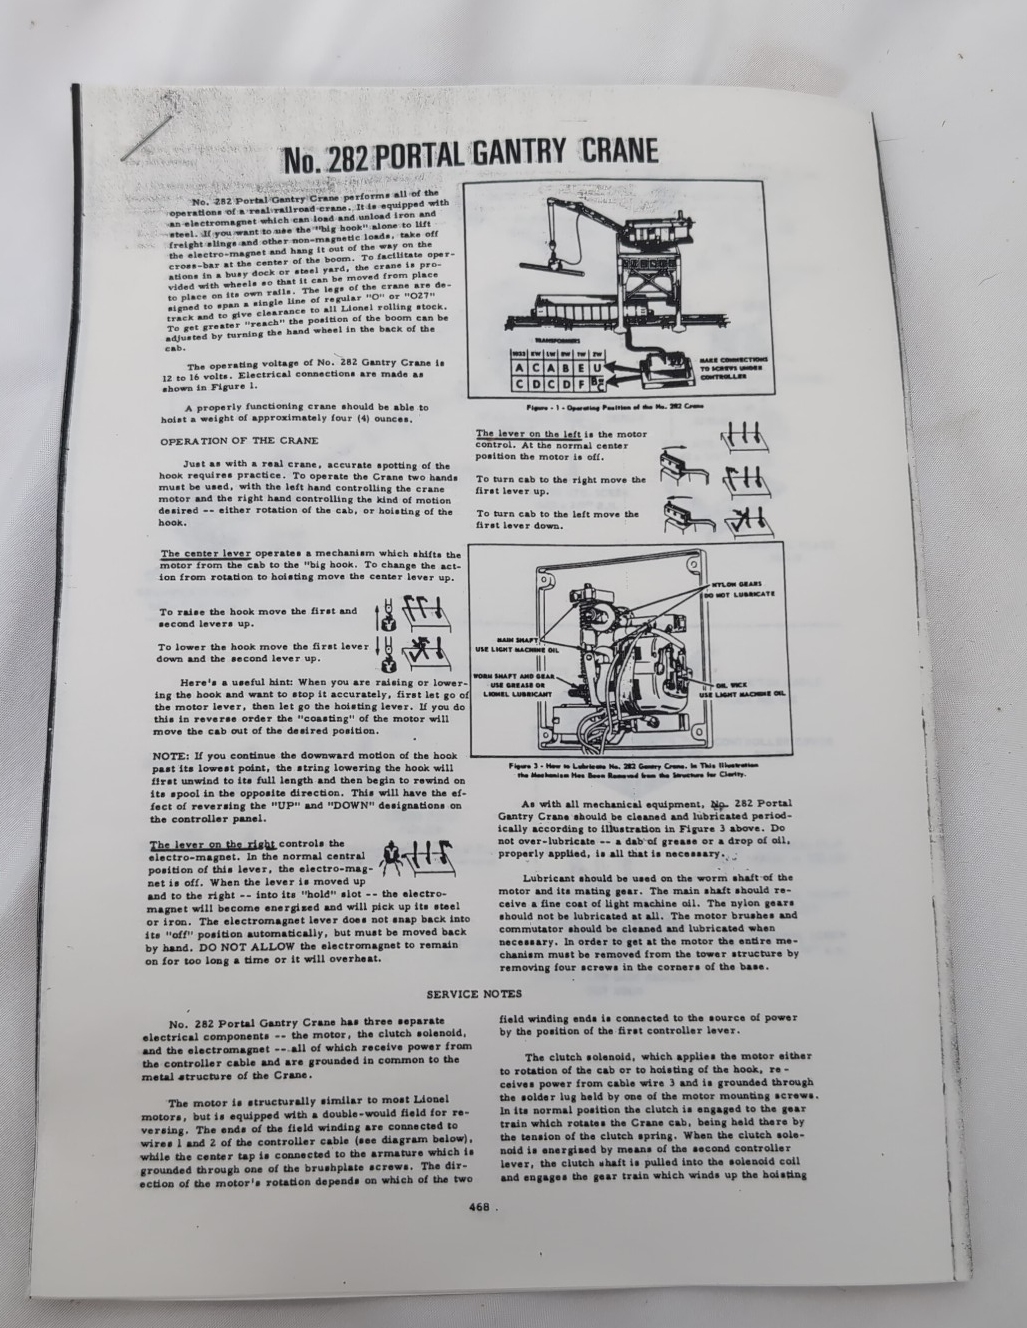 No. 282 PORTAL GANTRY CRANE
No. 282 Portal Gantry Crane performs all of the
operations of a real railroad crane. It is equipped with
an electromagnet which can load and unload iron and
steel. If you want to use the "big hook" alone to lift
freight slings and other non-magnetic loads, take off
the electro-magnet and hang it out of the way on the
cross-bar at the center of the boom. To facilitate oper-
ations in a busy dock or steel yard, the crane is pro-
vided with wheels so that it can be moved from place
to place on its own rails. The legs of the crane are de-
signed to span a single line of regular "O" or "O27"
track and to give clearance to all Lionel rolling stock.
To get greater "reach" the position of the boom can be
adjusted by turning the hand wheel in the back of the
cab.
The operating voltage of No. 282 Gantry Crane is
12 to 16 volts. Electrical connections are made as
shown in Figure 1.
A properly functioning crane should be able to
hoist a weight of approximately four (4) ounces.
OPERATION OF THE CRANE
Just as with a real crane, accurate spotting of the
hook requires practice. To operate the Crane two hands
must be used, with the left hand controlling the crane
motor and the right hand controlling the kind of motion
desired -- either rotation of the cab, or hoisting of the
hook.
The center lever operates a mechanism which shifts the
motor from the cab to the "big hook. To change the act-
ion from rotation to hoisting move the center lever up.
To raise the hook move the first and
second levers up.
To lower the hook move the first lever
down and the second lever up.
Here's a useful hint: When you are raising or lower-
ing the hook and want to stop it accurately, first let go of
the motor lever, then let go the hoisting lever. If you do
this in reverse order the "coasting" of the motor will
move the cab out of the desired position.
NOTE: If you continue the downward motion of the hook
past its lowest point, the string lowering the hook will
first unwind to its full length and then begin to rewind on
its spool in the opposite direction. This will have the ef-
fect of reversing the "UP" and "DOWN" designations on
the controller panel.
The lever on the right controls the
electro-magnet. In the normal central
position of this lever, the electro-mag-
net is off. When the lever is moved up
and to the right -- into its "hold" slot -- the electro-
magnet will become energized and will pick up its steel
or iron. The electromagnet lever does not snap back into
its "off" position automatically, but must be moved back
by hand. DO NOT ALLOW the electromagnet to remain
on for too long a time or it will overheat.
TRANSFORMERS
KW LW RW TW ZW
A C A B E U
C D C D F
MAKE CONNECTIONS
TO SCREWS UNDER
CONTROLLER
Figure - 1 - Operating Position of the No. 282 Crane
The lever on the left is the motor
control. At the normal center
position the motor is off.
To turn cab to the right move the
first lever up.
To turn cab to the left move the
first lever down.
NYLON GEARS
DO NOT LUBRICATE
MAIN SHAFT
USE LIGHT MACHINE OIL
WORM SHAFT AND GEAR
USE GREASE OR
LIONEL LUBRICANT
OIL WICK
USE LIGHT MACHINE OIL
Figure 3 - How to Lubricate No. 282 Gantry Crane. In This Illustration
the Mechanism Has Been Removed from the Structure for Clarity.
As with all mechanical equipment, No. 282 Portal
Gantry Crane should be cleaned and lubricated period-
ically according to illustration in Figure 3 above. Do
not over-lubricate -- a dab of grease or a drop of oil,
properly applied, is all that is necessary.
Lubricant should be used on the worm shaft of the
motor and its mating gear. The main shaft should re-
ceive a fine coat of light machine oil. The nylon gears
should not be lubricated at all. The motor brushes and
commutator should be cleaned and lubricated when
necessary. In order to get at the motor the entire me-
chanism must be removed from the tower structure by
removing four screws in the corners of the base.
SERVICE NOTES
No. 282 Portal Gantry Crane has three separate
electrical components -- the motor, the clutch solenoid,
and the electromagnet -- all of which receive power from
the controller cable and are grounded in common to the
metal structure of the Crane.
The motor is structurally similar to most Lionel
motors, but is equipped with a double-would field for re-
versing. The ends of the field winding are connected to
wires 1 and 2 of the controller cable (see diagram below),
while the center tap is connected to the armature which is
grounded through one of the brushplate screws. The dir-
ection of the motor's rotation depends on which of the two
field winding ends is connected to the source of power
by the position of the first controller lever.
The clutch solenoid, which applies the motor either
to rotation of the cab or to hoisting of the hook, re -
ceives power from cable wire 3 and is grounded through
the solder lug held by one of the motor mounting screws.
In its normal position the clutch is engaged to the gear
train which rotates the Crane cab, being held there by
the tension of the clutch spring. When the clutch sole-
noid is energized by means of the second controller
lever, the clutch shaft is pulled into the solenoid coil
and engages the gear train which winds up the hoisting
468